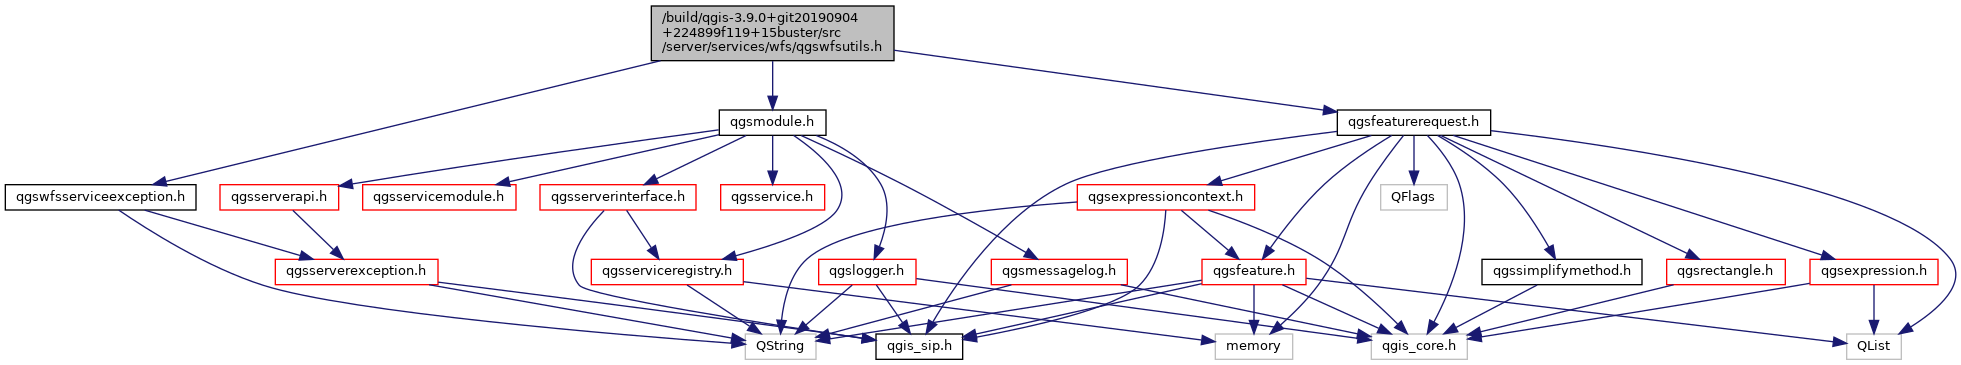 /build/qgis-3.9.0+git20190904
+224899f119+15buster/src
/server/services/wfs/qgswfsutils.h
qgsmodule.h
qgsfeaturerequest.h
qgswfsserviceexception.h
qgsserverapi.h
qgsservicemodule.h
qgsserverinterface.h
qgsservice.h
qgsexpressioncontext.h
QFlags
qgsserverexception.h
qgsserviceregistry.h
qgslogger.h
qgsmessagelog.h
qgsfeature.h
qgssimplifymethod.h
qgsrectangle.h
qgsexpression.h
QString
qgis_sip.h
memory
qgis_core.h
QList